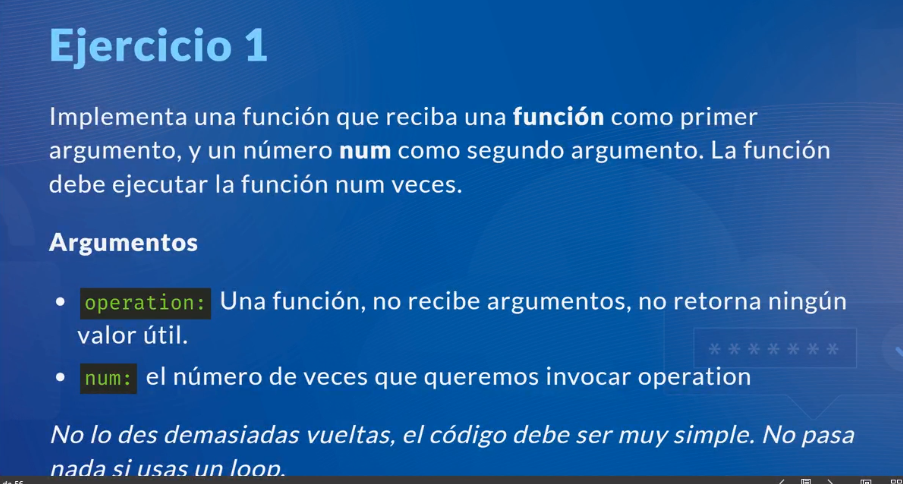 Ejercicio 1
Implementa una función que reciba una función como primer
argumento, y un número num como segundo argumento. La función
debe ejecutar la función num veces.
Argumentos
operation: Una función, no recibe argumentos, no retorna ningún
valor útil.
num: el número de veces que queremos invocar operation
*******
No lo des demasiadas vueltas, el código debe ser muy simple. No pasa
nada si usas un loop.